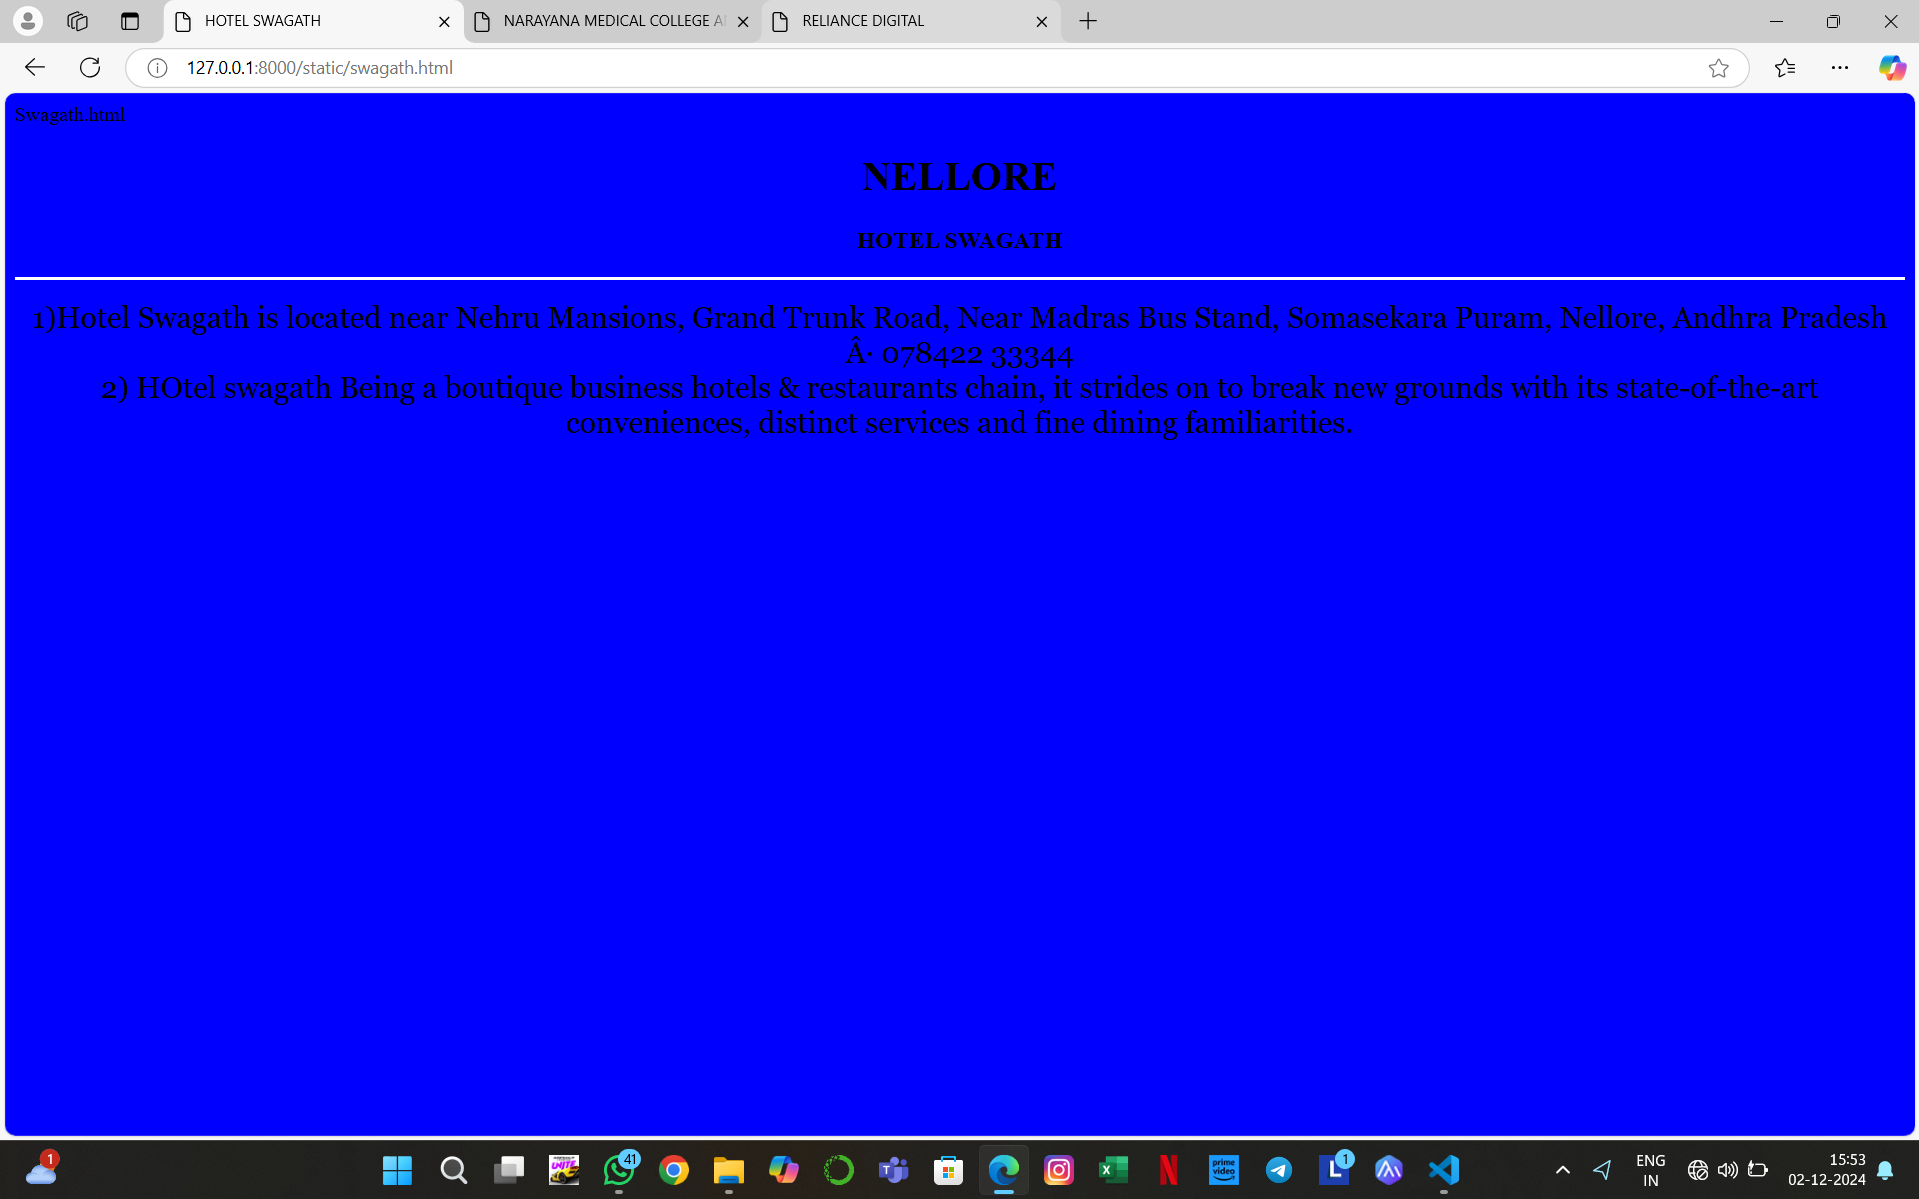 HOTEL SWAGATH
NARAYANA MEDICAL COLLEGE A
RELIANCE DIGITAL
127.0.0.1:8000/static/swagath.html
Swagath.html
NELLORE
HOTEL SWAGATH
1)Hotel Swagath is located near Nehru Mansions, Grand Trunk Road, Near Madras Bus Stand, Somasekara Puram, Nellore, Andhra Pradesh
Â· 078422 33344
2) HOtel swagath Being a boutique business hotels & restaurants chain, it strides on to break new grounds with its state-of-the-art
conveniences, distinct services and fine dining familiarities.
1
UNITE
41
T
X
N
prime video
L
1
ENG
IN
15:53
02-12-2024